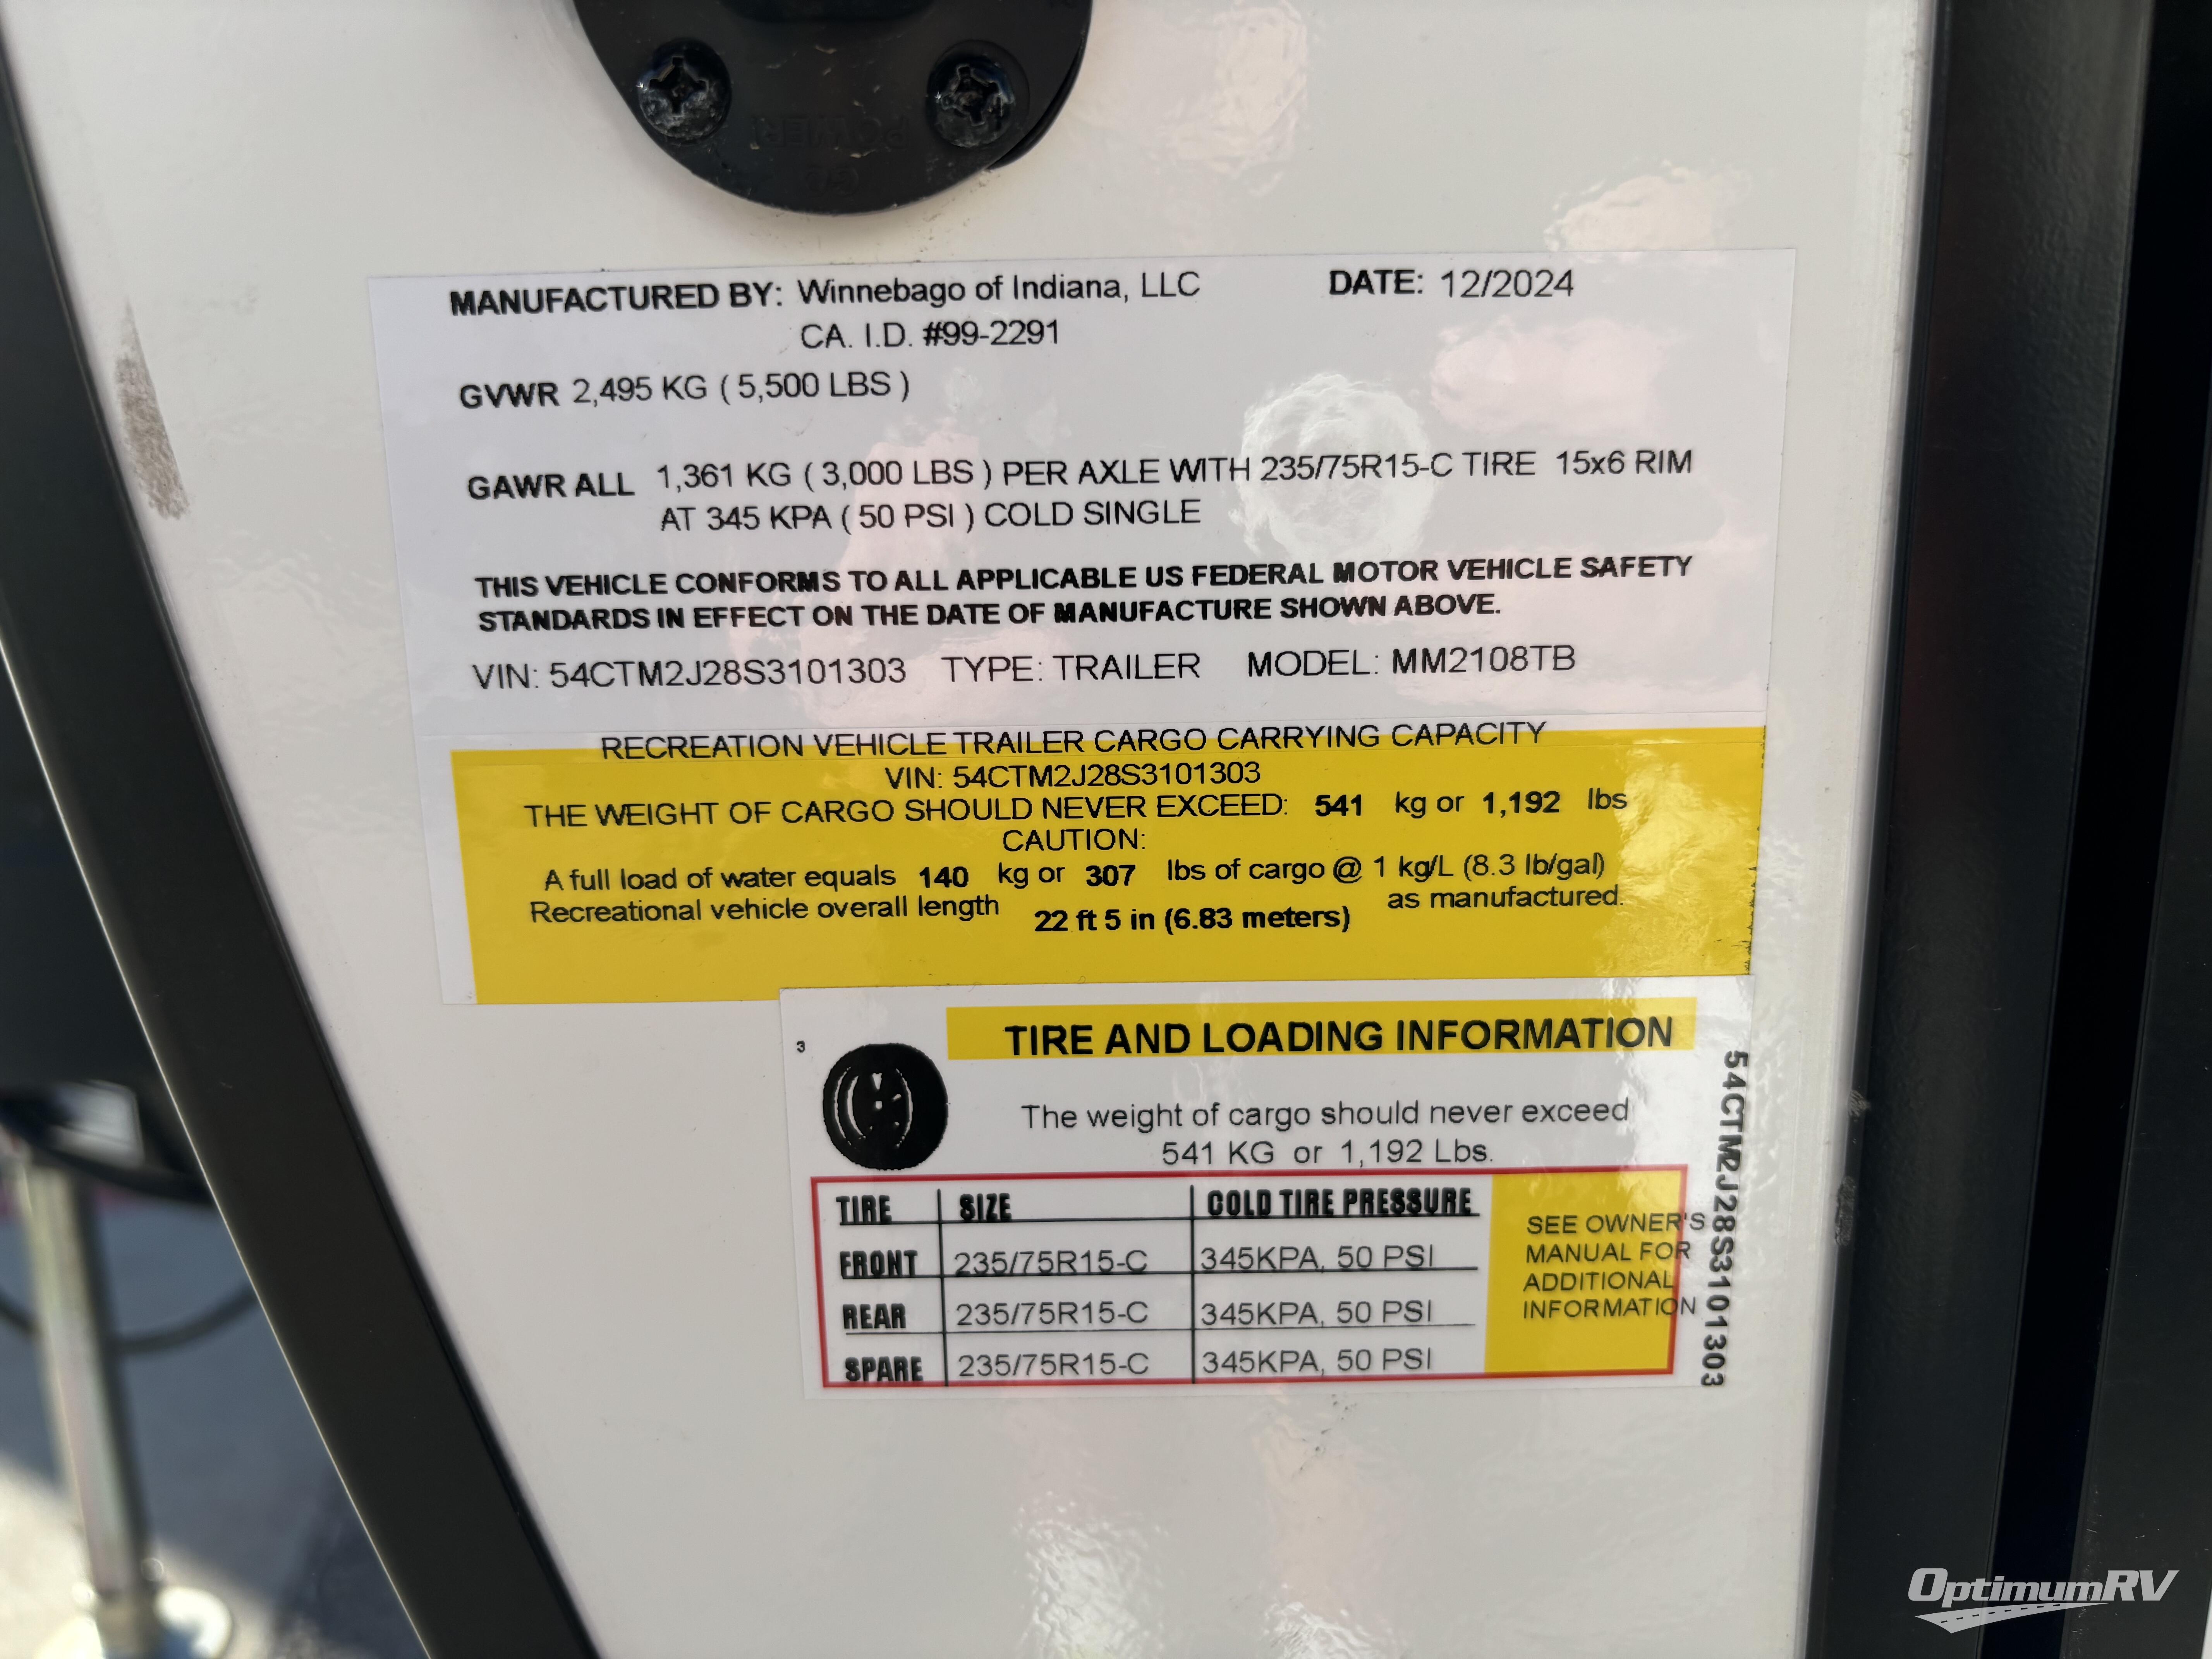 MANUFACTURED BY: Winnebago of Indiana, LLC DATE: 12/2024
CA. I.D. #99-2291
GVWR 2,495 KG ( 5,500 LBS )
GAWR ALL 1,361 KG ( 3,000 LBS ) PER AXLE WITH 235/75R15-C TIRE 15x6 RIM
AT 345 KPA ( 50 PSI ) COLD SINGLE
THIS VEHICLE CONFORMS TO ALL APPLICABLE US FEDERAL MOTOR VEHICLE SAFETY
STANDARDS IN EFFECT ON THE DATE OF MANUFACTURE SHOWN ABOVE.
VIN: 54CTM2J28S3101303 TYPE: TRAILER MODEL: MM2108TB
RECREATION VEHICLE TRAILER CARGO CARRYING CAPACITY
VIN: 54CTM2J28S3101303
THE WEIGHT OF CARGO SHOULD NEVER EXCEED: 541 kg or 1,192 lbs
CAUTION:
A full load of water equals 140 kg or 307 lbs of cargo @ 1 kg/L (8.3 lb/gal)
Recreational vehicle overall length 22 ft 5 in (6.83 meters) as manufactured.
3
TIRE AND LOADING INFORMATION
The weight of cargo should never exceed
541 KG or 1,192 Lbs.
TIRE SIZE COLD TIRE PRESSURE
FRONT 235/75R15-C 345KPA, 50 PSI
REAR 235/75R15-C 345KPA, 50 PSI
SPARE 235/75R15-C 345KPA, 50 PSI
SEE OWNER'S
MANUAL FOR
ADDITIONAL
INFORMATION
54CTM2J28S3101303
OptimumRV